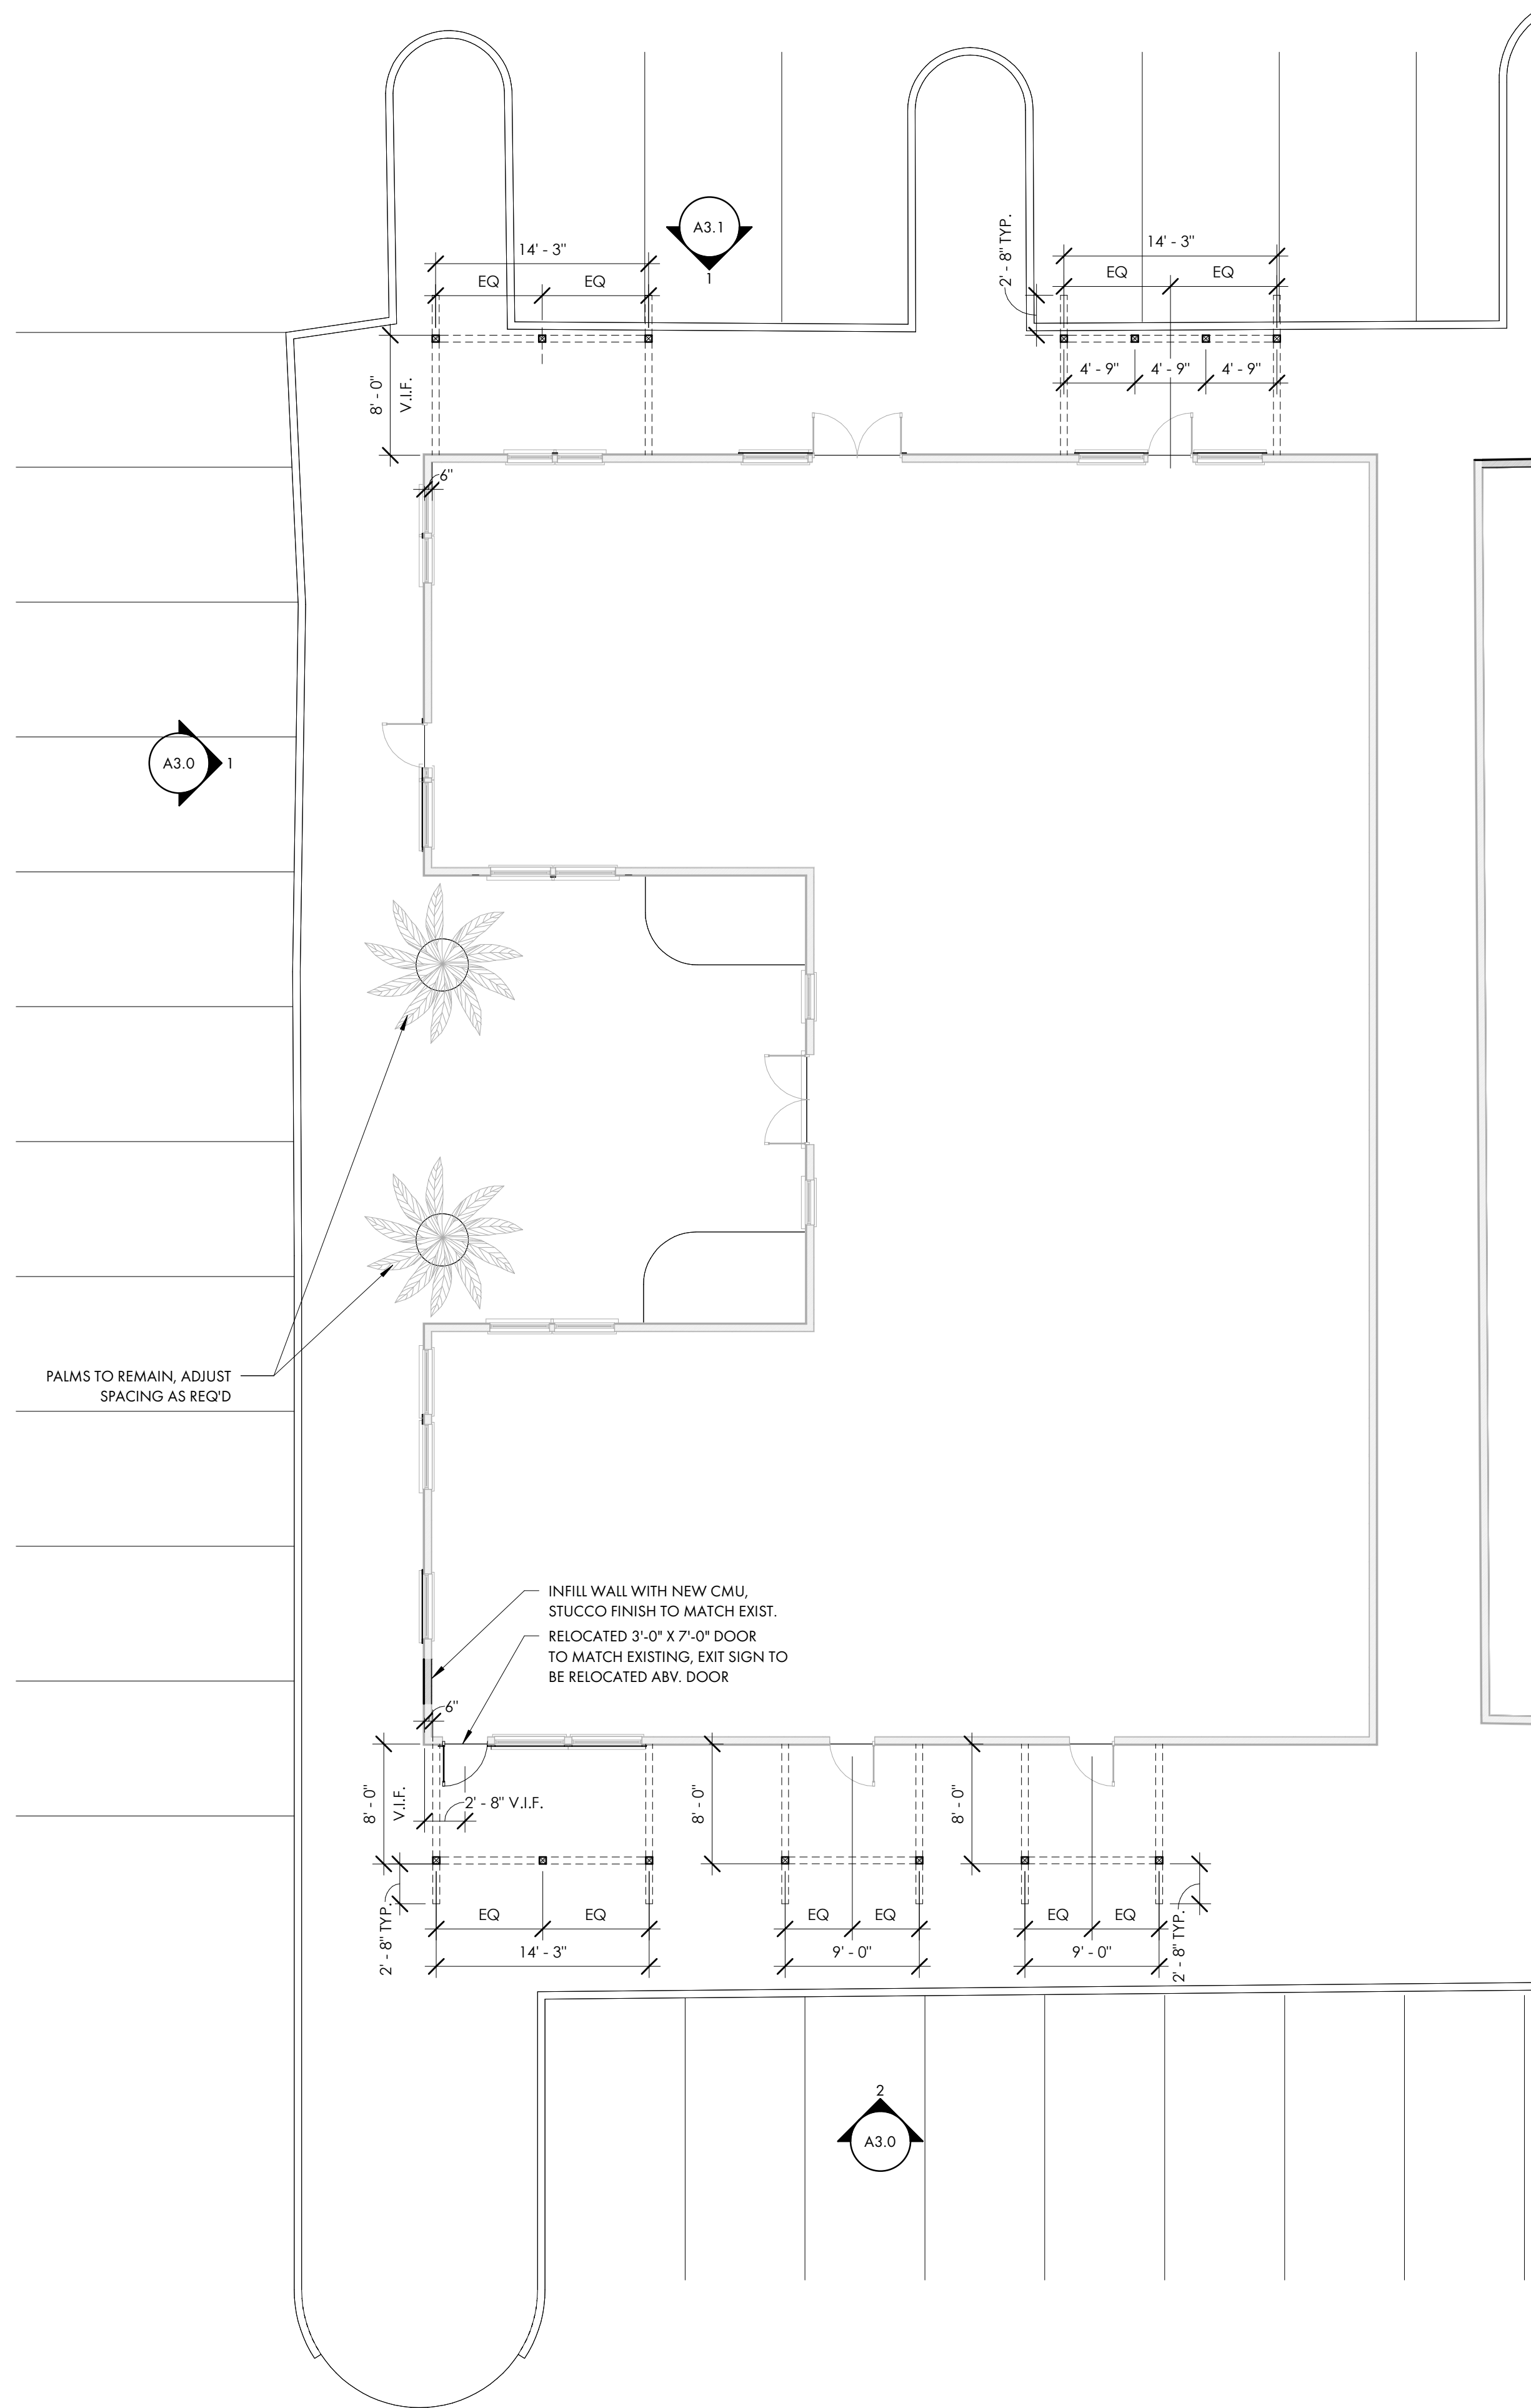 A3.1
1
14' - 3"
EQ
EQ
2' - 8" TYP.
14' - 3"
EQ
EQ
8' - 0"
V.I.F.
4' - 9"
4' - 9"
4' - 9"
6"
A3.0
1
PALMS TO REMAIN, ADJUST
SPACING AS REQ'D
INFILL WALL WITH NEW CMU,
STUCCO FINISH TO MATCH EXIST.
RELOCATED 3'-0" X 7'-0" DOOR
TO MATCH EXISTING, EXIT SIGN TO
BE RELOCATED ABV. DOOR
6"
8' - 0"
V.I.F.
2' - 8" V.I.F.
8' - 0"
8' - 0"
2' - 8" TYP.
EQ
EQ
14' - 3"
EQ
EQ
9' - 0"
EQ
EQ
9' - 0"
2' - 8" TYP.
2
A3.0